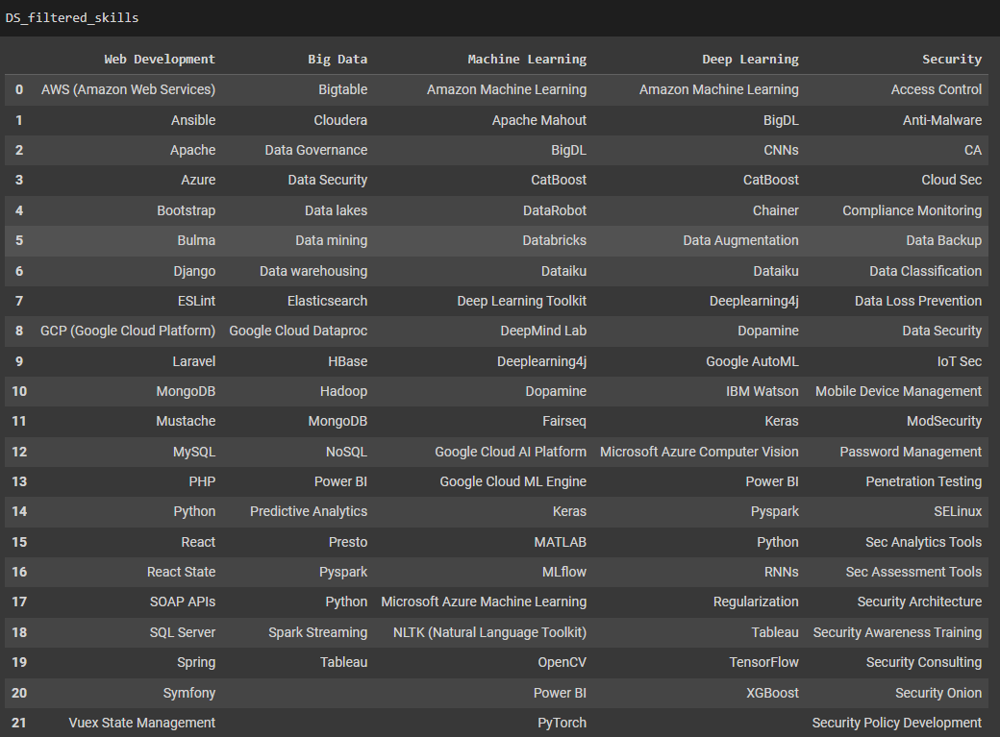 DS_filtered_skills
Web Development Big Data Machine Learning Deep Learning Security
0 AWS (Amazon Web Services) Bigtable Amazon Machine Learning Amazon Machine Learning Access Control
1 Ansible Cloudera Apache Mahout BigDL Anti-Malware
2 Apache Data Governance BigDL CNNs CA
3 Azure Data Security CatBoost CatBoost Cloud Sec
4 Bootstrap Data lakes DataRobot Chainer Compliance Monitoring
5 Bulma Data mining Databricks Data Augmentation Data Backup
6 Django Data warehousing Dataiku Dataiku Data Classification
7 ESLint Elasticsearch Deep Learning Toolkit Deeplearning4j Data Loss Prevention
8 GCP (Google Cloud Platform) Google Cloud Dataproc DeepMind Lab Dopamine Data Security
9 Laravel HBase Deeplearning4j Google AutoML IoT Sec
10 MongoDB Hadoop Dopamine IBM Watson Mobile Device Management
11 Mustache MongoDB Fairseq Keras ModSecurity
12 MySQL NoSQL Google Cloud AI Platform Microsoft Azure Computer Vision Password Management
13 PHP Power BI Google Cloud ML Engine Power BI Penetration Testing
14 Python Predictive Analytics Keras Pyspark SELinux
15 React Presto MATLAB Python Sec Analytics Tools
16 React State Pyspark MLflow RNNs Sec Assessment Tools
17 SOAP APIs Python Microsoft Azure Machine Learning Regularization Security Architecture
18 SQL Server Spark Streaming NLTK (Natural Language Toolkit) Tableau Security Awareness Training
19 Spring Tableau OpenCV TensorFlow Security Consulting
20 Symfony Power BI XGBoost Security Onion
21 Vuex State Management PyTorch Security Policy Development